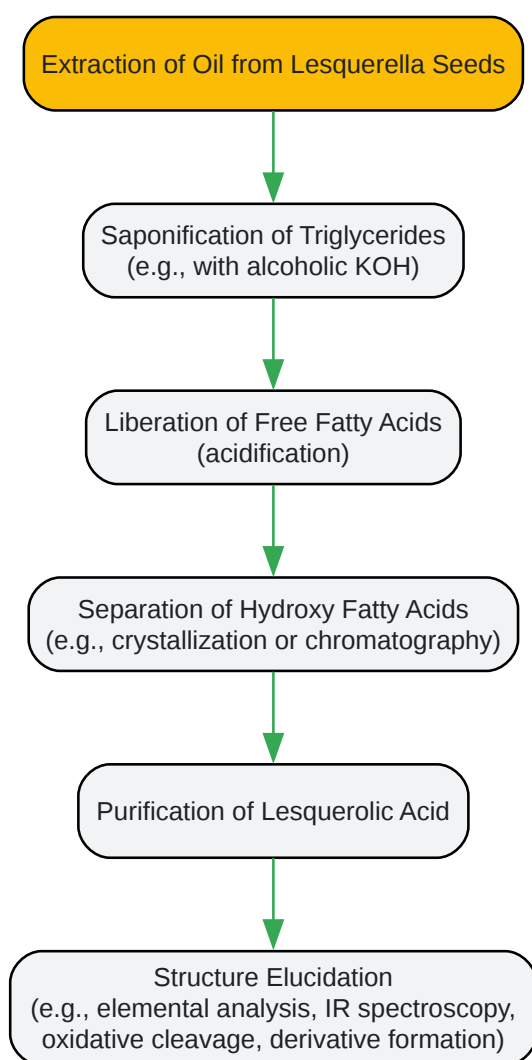 Extraction of Oil from Lesquerella Seeds
Saponification of Triglycerides
(e.g., with alcoholic KOH)
Liberation of Free Fatty Acids
(acidification)
Separation of Hydroxy Fatty Acids
(e.g., crystallization or chromatography)
Purification of Lesquerolic Acid
Structure Elucidation
(e.g., elemental analysis, IR spectroscopy,
oxidative cleavage, derivative formation)